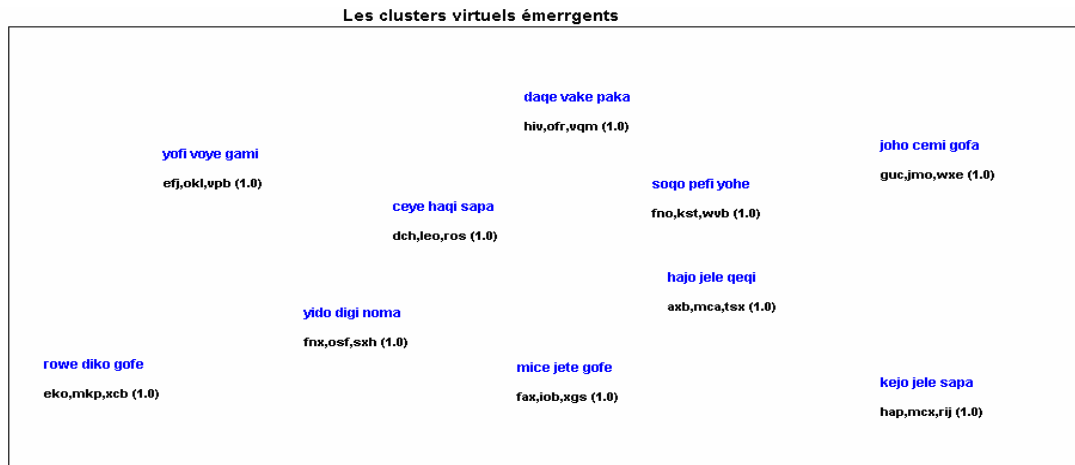 Les clusters virtuels émerrgents
daqe vake paka
hiv,ofr,vqm (1.0)
joho cemi gofa
guc,jmo,wxe (1.0)
yofi voye gami
efj,okl,vpb (1.0)
soqo pefi yohe
fno,kst,wvb (1.0)
ceye haqi sapa
dch,leo,ros (1.0)
hajo jele qeqi
axb,mca,tsx (1.0)
yido digi noma
fnx,osf,sxh (1.0)
rowe diko gofe
eko,mkp,xcb (1.0)
mice jete gofe
fax,iob,xgs (1.0)
kejo jele sapa
hap,mcx,rij (1.0)